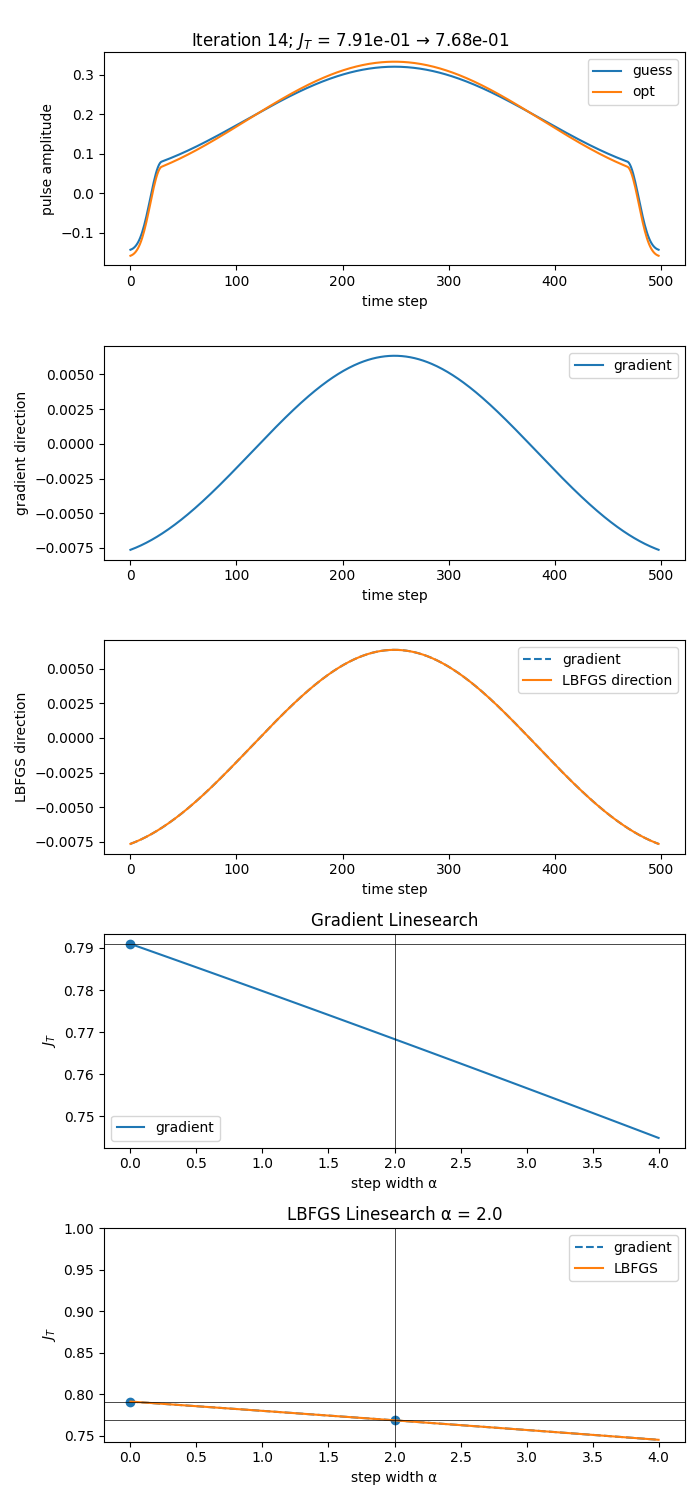 Iteration 14; J_T = 7.91e-01 → 7.68e-01
pulse amplitude
0.3
0.2
0.1
0.0
−0.1
guess
opt
0 100 200 300 400 500
time step
gradient direction
0.0050
0.0025
0.0000
−0.0025
−0.0050
−0.0075
gradient
0 100 200 300 400 500
time step
LBFGS direction
0.0050
0.0025
0.0000
−0.0025
−0.0050
−0.0075
gradient
LBFGS direction
0 100 200 300 400 500
time step
Gradient Linesearch
J_T
0.79
0.78
0.77
0.76
0.75
gradient
0.0 0.5 1.0 1.5 2.0 2.5 3.0 3.5 4.0
step width α
LBFGS Linesearch α = 2.0
J_T
1.00
0.95
0.90
0.85
0.80
0.75
gradient
LBFGS
0.0 0.5 1.0 1.5 2.0 2.5 3.0 3.5 4.0
step width α